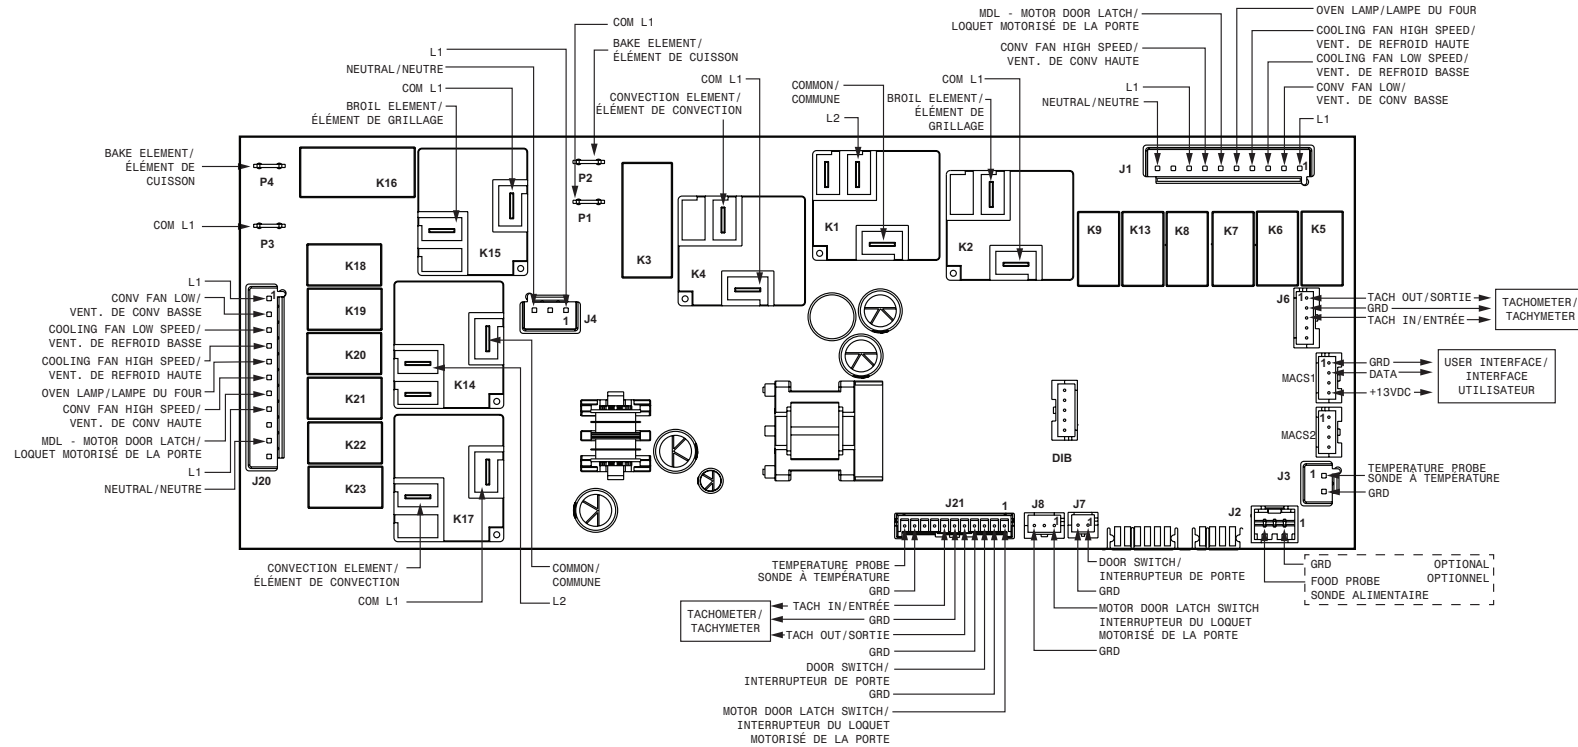 COM L1
BAKE ELEMENT/
ÉLÉMENT DE CUISSON
L1
NEUTRAL/NEUTRE
COM L1
BROIL ELEMENT/
ÉLÉMENT DE GRILLAGE
COM L1
CONVECTION ELEMENT/
ÉLÉMENT DE CONVECTION
COMMON/
COMMUNE
L2
COM L1
BROIL ELEMENT/
ÉLÉMENT DE
GRILLAGE
MDL - MOTOR DOOR LATCH/
LOQUET MOTORISÉ DE LA PORTE
CONV FAN HIGH SPEED/
VENT. DE CONV HAUTE
L1
NEUTRAL/NEUTRE
OVEN LAMP/LAMPE DU FOUR
COOLING FAN HIGH SPEED/
VENT. DE REFROID HAUTE
COOLING FAN LOW SPEED/
VENT. DE REFROID BASSE
CONV FAN LOW/
VENT. DE CONV BASSE
L1
BAKE ELEMENT/
ÉLÉMENT DE
CUISSON
P4
COM L1
P3
K16
K15
P2
P1
K3
K4
K1
K2
J1
1
K9
K13
K8
K7
K6
K5
K18
K19
K20
K21
K22
K23
K14
K17
J4
1
L1
CONV FAN LOW/
VENT. DE CONV BASSE
COOLING FAN LOW SPEED/
VENT. DE REFROID BASSE
COOLING FAN HIGH SPEED/
VENT. DE REFROID HAUTE
OVEN LAMP/LAMPE DU FOUR
CONV FAN HIGH SPEED/
VENT. DE CONV HAUTE
MDL - MOTOR DOOR LATCH/
LOQUET MOTORISÉ DE LA PORTE
L1
NEUTRAL/NEUTRE
1
J20
J6
1
TACH OUT/SORTIE
GRD
TACH IN/ENTRÉE
TACHOMETER/
TACHYMETER
MACS1
1
GRD
DATA
+13VDC
USER INTERFACE/
INTERFACE
UTILISATEUR
MACS2
1
DIB
J3
1
TEMPERATURE PROBE
SONDE À TEMPÉRATURE
GRD
J2
1
GRD
OPTIONAL
OPTIONNEL
FOOD PROBE
SONDE ALIMENTAIRE
J21
1
J8
1
J7
1
CONVECTION ELEMENT/
ÉLÉMENT DE CONVECTION
COM L1
COMMON/
COMMUNE
L2
TEMPERATURE PROBE
SONDE À TEMPÉRATURE
GRD
TACHOMETER/
TACHYMETER
TACH IN/ENTRÉE
GRD
TACH OUT/SORTIE
GRD
DOOR SWITCH/
INTERRUPTEUR DE PORTE
GRD
MOTOR DOOR LATCH SWITCH/
INTERRUPTEUR DU LOQUET
MOTORISÉ DE LA PORTE
DOOR SWITCH/
INTERRUPTEUR DE PORTE
GRD
MOTOR DOOR LATCH SWITCH
INTERRUPTEUR DU LOQUET
MOTORISÉ DE LA PORTE
GRD